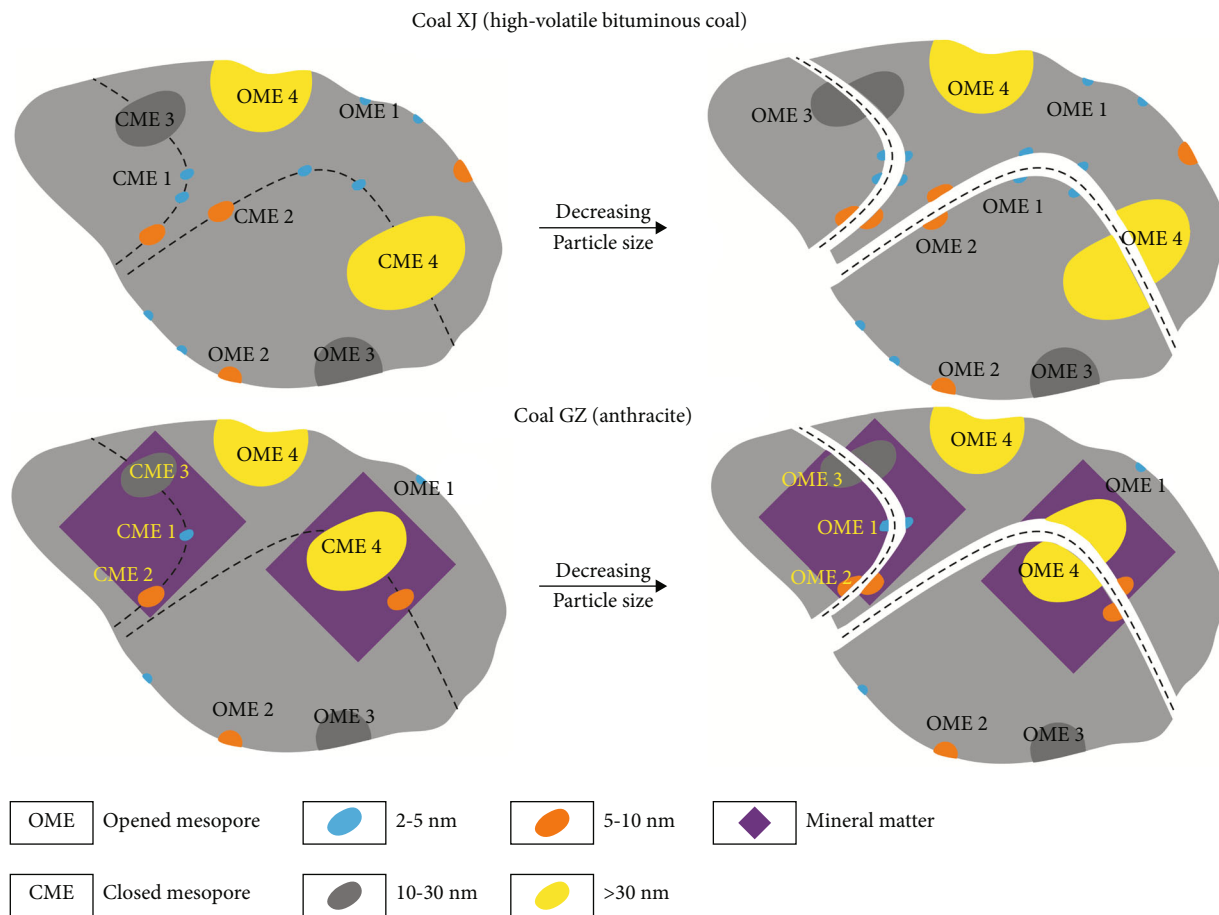 Coal XJ (high-volatile bituminous coal)
OME 4
OME 1
CME 3
CME 1
CME 2
CME 4
OME 2
OME 3
Decreasing
Particle size
OME 4
OME 3
OME 1
OME 1
OME 2
OME 4
OME 2
OME 3
Coal GZ (anthracite)
OME 4
CME 3
OME 1
CME 1
CME 4
CME 2
OME 2
OME 3
Decreasing
Particle size
OME 4
OME 3
OME 1
OME 1
OME 2
OME 4
OME 2
OME 3
OME Opened mesopore 2-5 nm 5-10 nm Mineral matter
CME Closed mesopore 10-30 nm >30 nm